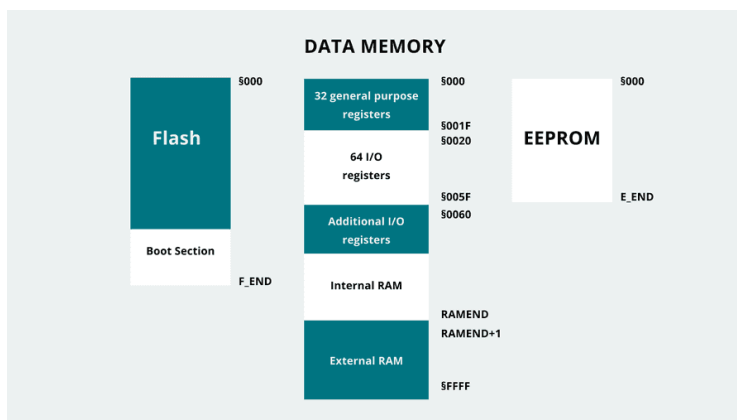 DATA MEMORY
Flash
Boot Section
§000
F_END
32 general purpose
registers
64 I/O
registers
Additional I/O
registers
Internal RAM
External RAM
§000
§001F
§0020
§005F
§0060
RAMEND
RAMEND+1
§FFFF
EEPROM
§000
E_END